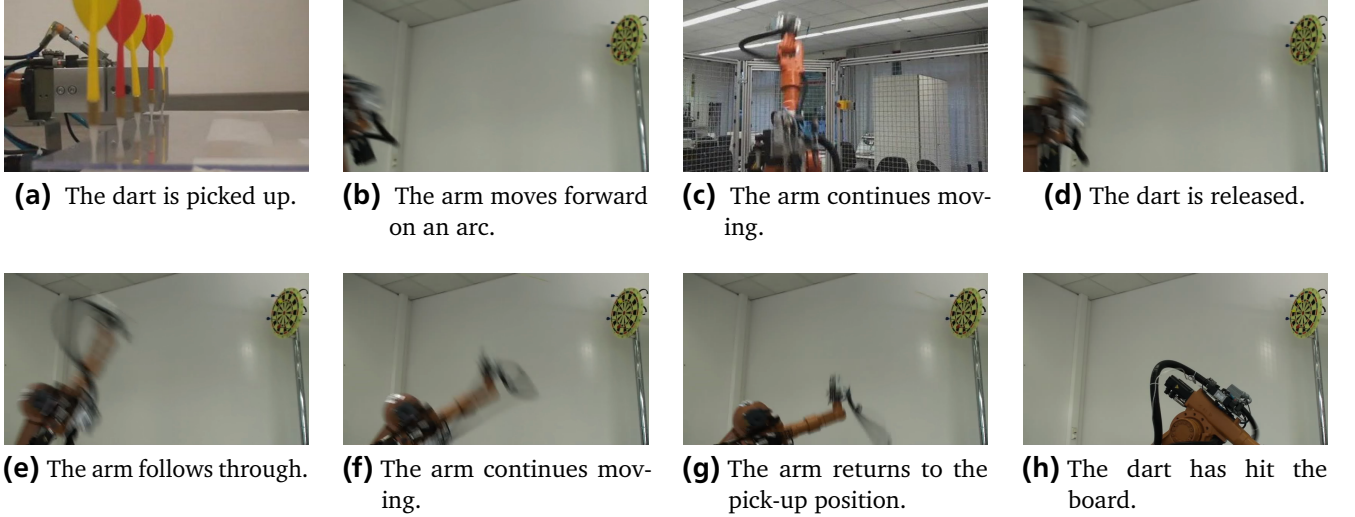 (a) The dart is picked up.
(b) The arm moves forward
on an arc.
(c) The arm continues mov-
ing.
(d) The dart is released.
(e) The arm follows through.
(f) The arm continues mov-
ing.
(g) The arm returns to the
pick-up position.
(h) The dart has hit the
board.